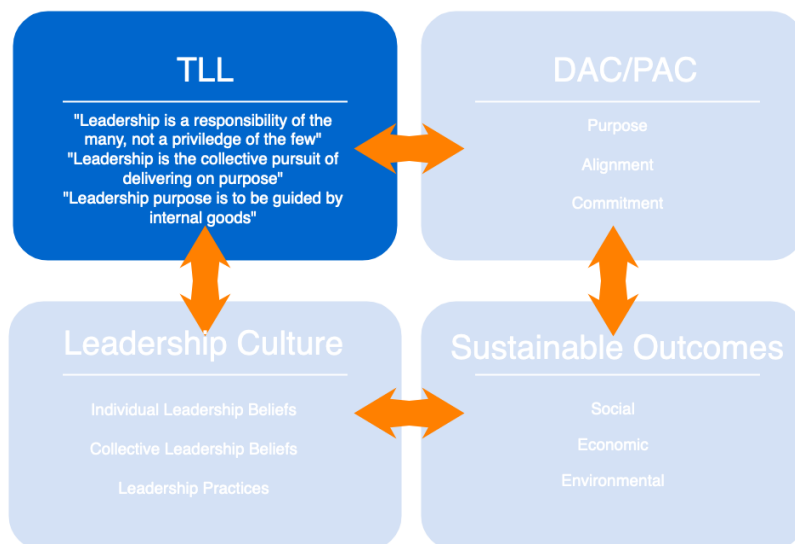 TLL
"Leadership is a responsibility of the
many, not a priviledge of the few"
"Leadership is the collective pursuit of
delivering on purpose"
"Leadership purpose is to be guided by
internal goods"
DAC/PAC
Purpose
Alignment
Commitment
Leadership Culture
Individual Leadership Beliefs
Collective Leadership Beliefs
Leadership Practices
Sustainable Outcomes
Social
Economic
Environmental